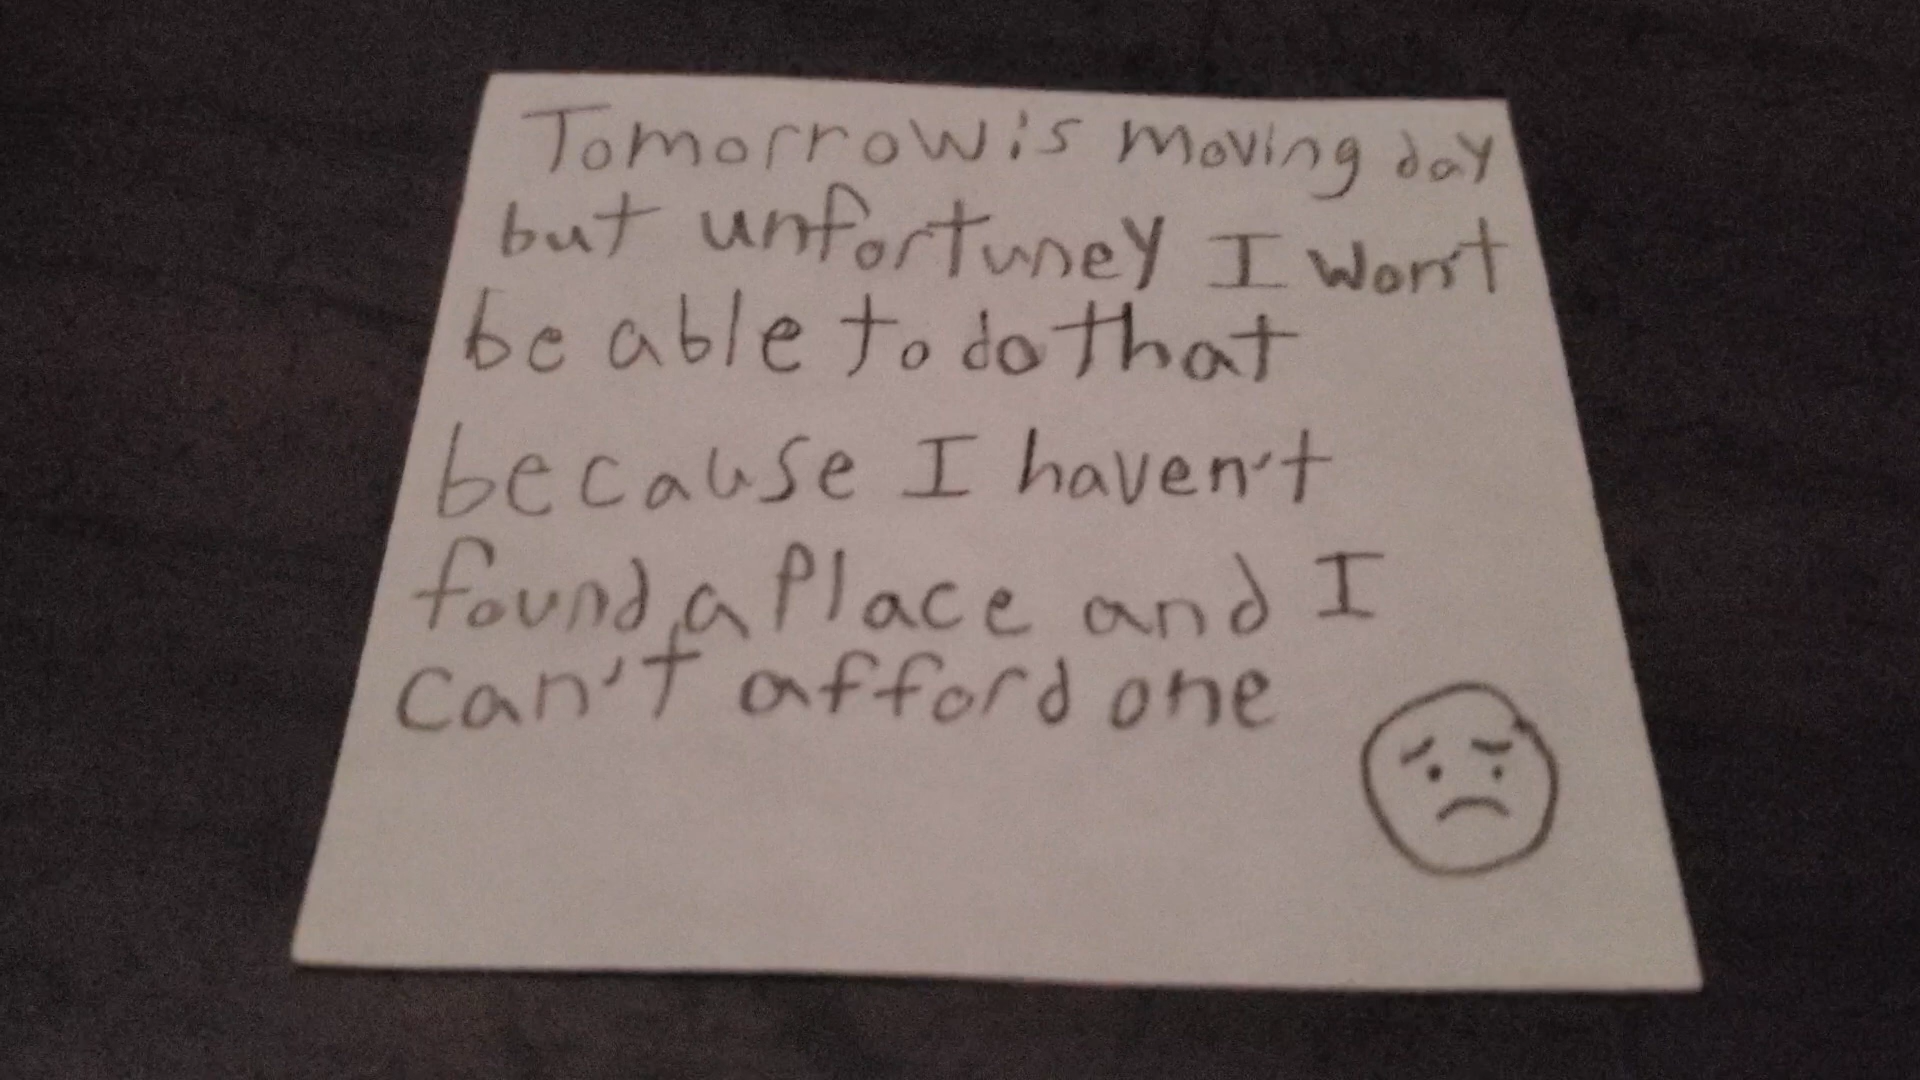 Tomorrow is moving day
but unfortuney I won't
be able to do that
because I haven't
found a place and I
can't afford one